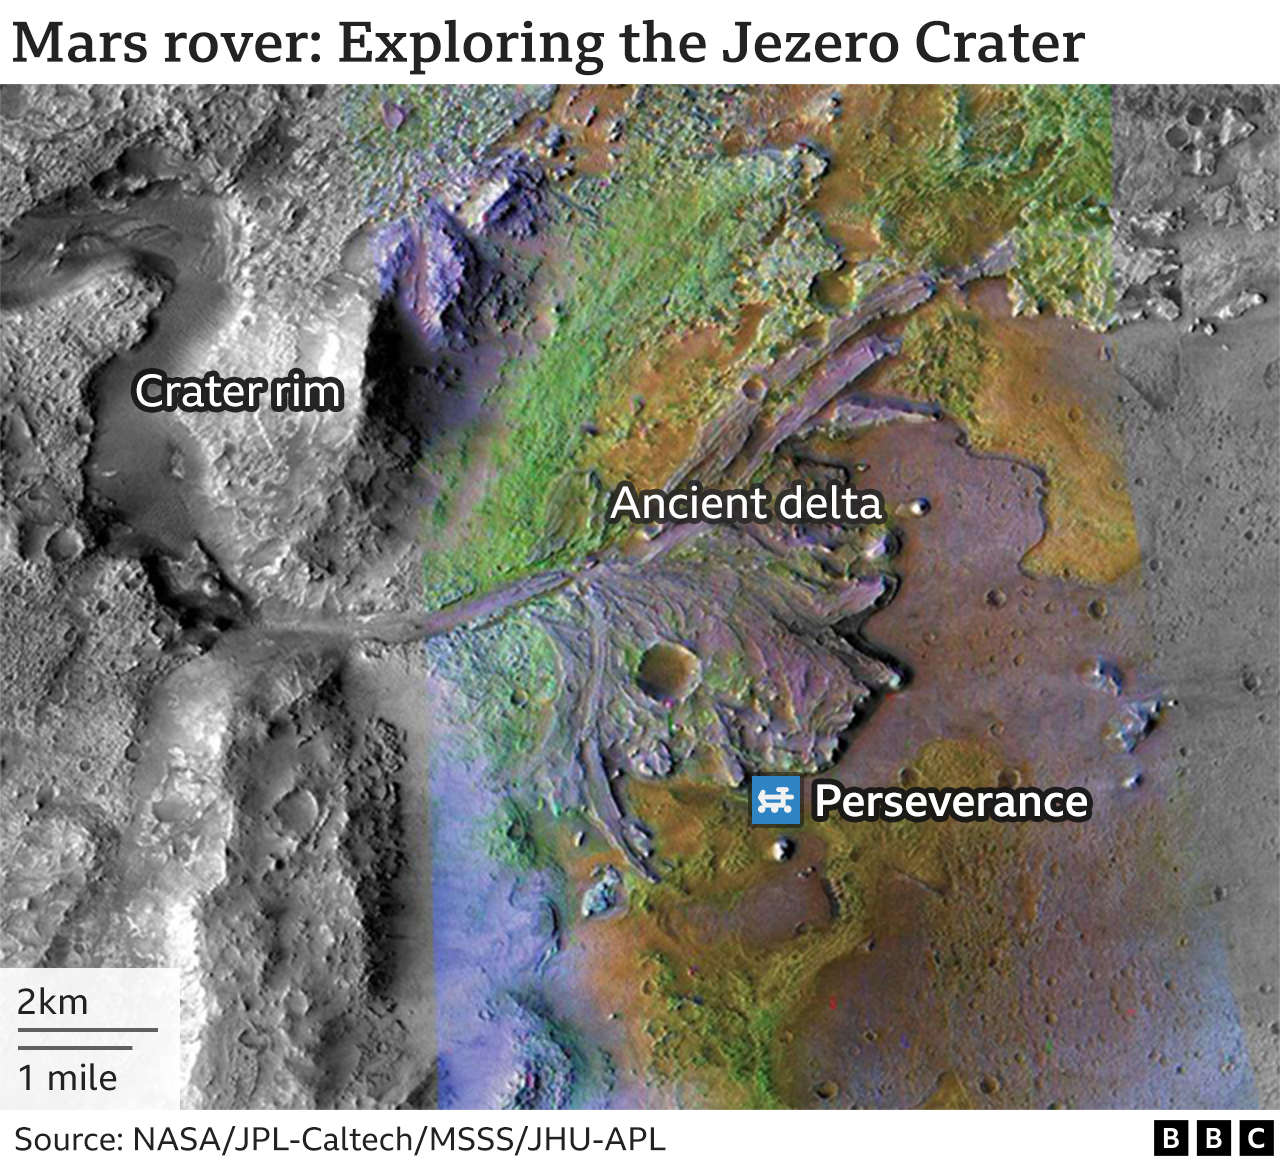 Mars rover: Exploring the Jezero Crater
Crater rim
Ancient delta
Perseverance
2km
1 mile
Source: NASA/JPL-Caltech/MSSS/JHU-APL
BBC